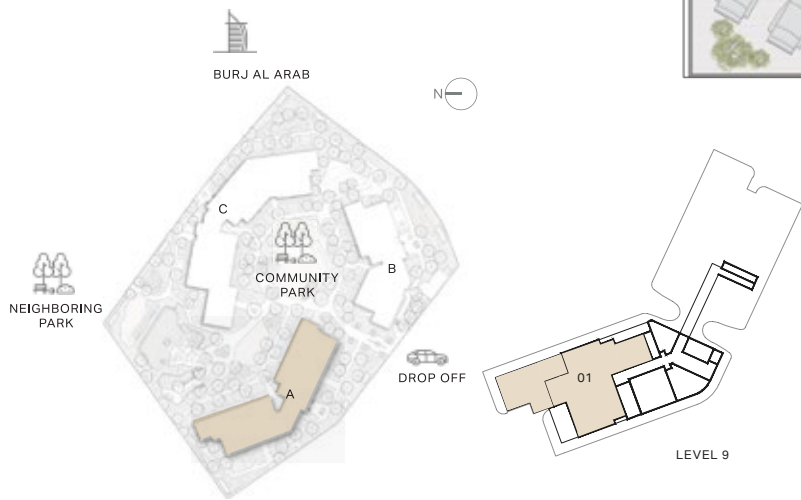 BURJ AL ARAB
N
C
COMMUNITY
PARK
B
NEIGHBORING
PARK
DROP OFF
A
01
LEVEL 9